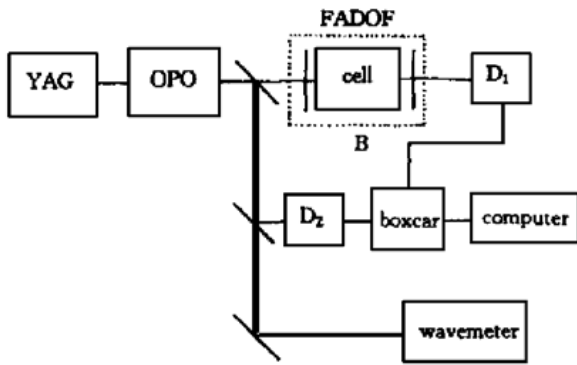 FADOF
YAG
OPO
cell
D₁
B
D₂
boxcar
computer
wavemeter